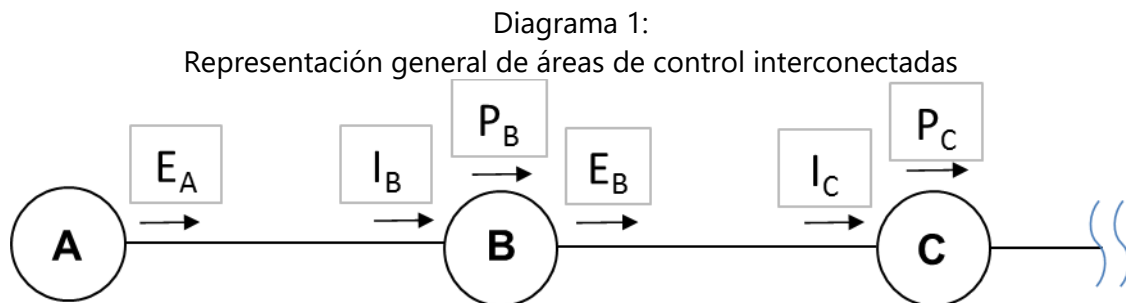 Diagrama 1:
Representación general de áreas de control interconectadas
E_A
I_B
P_B
E_B
I_C
P_C
A
B
C